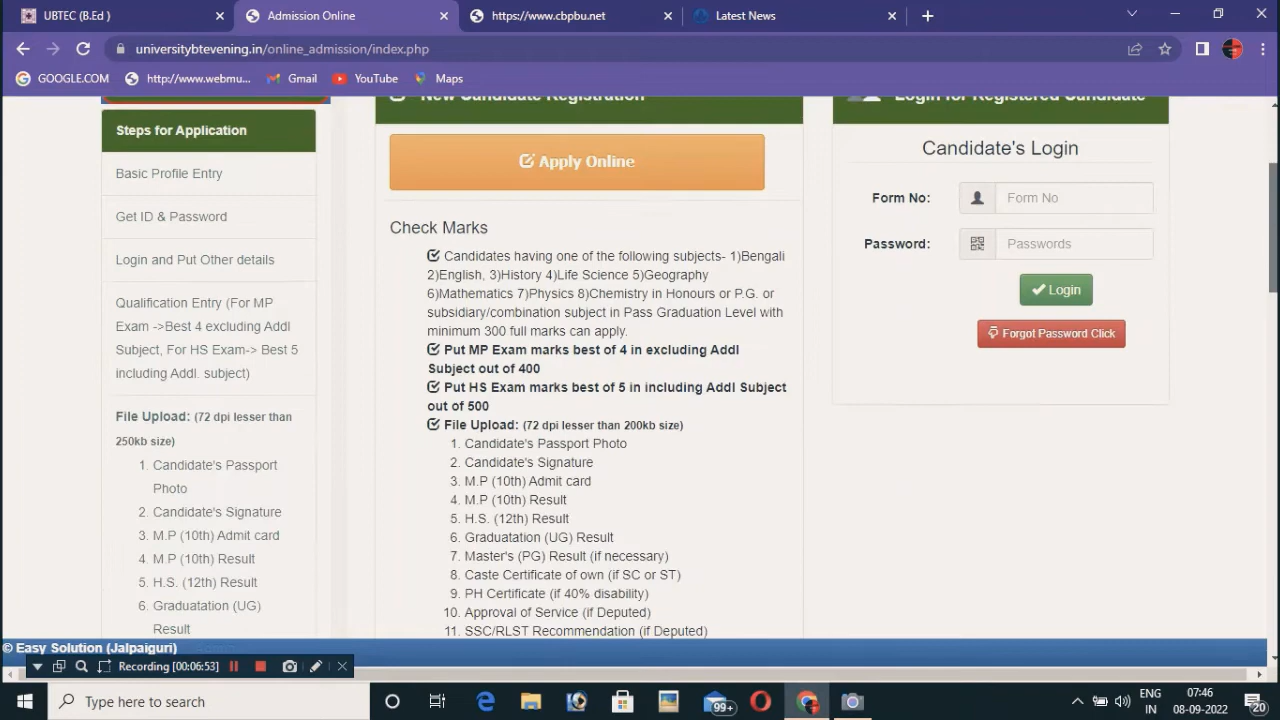 UBTEC (B.Ed )
Admission Online
https://www.cbpbu.net
Latest News
universitybtevening.in/online_admission/index.php
GOOGLE.COM
http://www.webmu...
Gmail
YouTube
Maps
New Candidate Registration
Login for Registered Candidate
Steps for Application
Basic Profile Entry
Get ID & Password
Login and Put Other details
Qualification Entry (For MP
Exam ->Best 4 excluding Addl
Subject, For HS Exam-> Best 5
including Addl. subject)
File Upload: (72 dpi lesser than
250kb size)
1. Candidate's Passport
Photo
2. Candidate's Signature
3. M.P (10th) Admit card
4. M.P (10th) Result
5. H.S. (12th) Result
6. Graduatation (UG)
Result
Apply Online
Check Marks
Candidates having one of the following subjects- 1)Bengali
2)English, 3)History 4)Life Science 5)Geography
6)Mathematics 7)Physics 8)Chemistry in Honours or P.G. or
subsidiary/combination subject in Pass Graduation Level with
minimum 300 full marks can apply.
Put MP Exam marks best of 4 in excluding Addl
Subject out of 400
Put HS Exam marks best of 5 in including Addl Subject
out of 500
File Upload: (72 dpi lesser than 200kb size)
1. Candidate's Passport Photo
2. Candidate's Signature
3. M.P (10th) Admit card
4. M.P (10th) Result
5. H.S. (12th) Result
6. Graduatation (UG) Result
7. Master's (PG) Result (if necessary)
8. Caste Certificate of own (if SC or ST)
9. PH Certificate (if 40% disability)
10. Approval of Service (if Deputed)
11. SSC/RLST Recommendation (if Deputed)
Candidate's Login
Form No:
Form No
Password:
Passwords
Login
Forgot Password Click
© Easy Solution (Jalpaiguri)
Recording [00:06:53]
Type here to search
99+
ENG
IN
07:46
08-09-2022
20